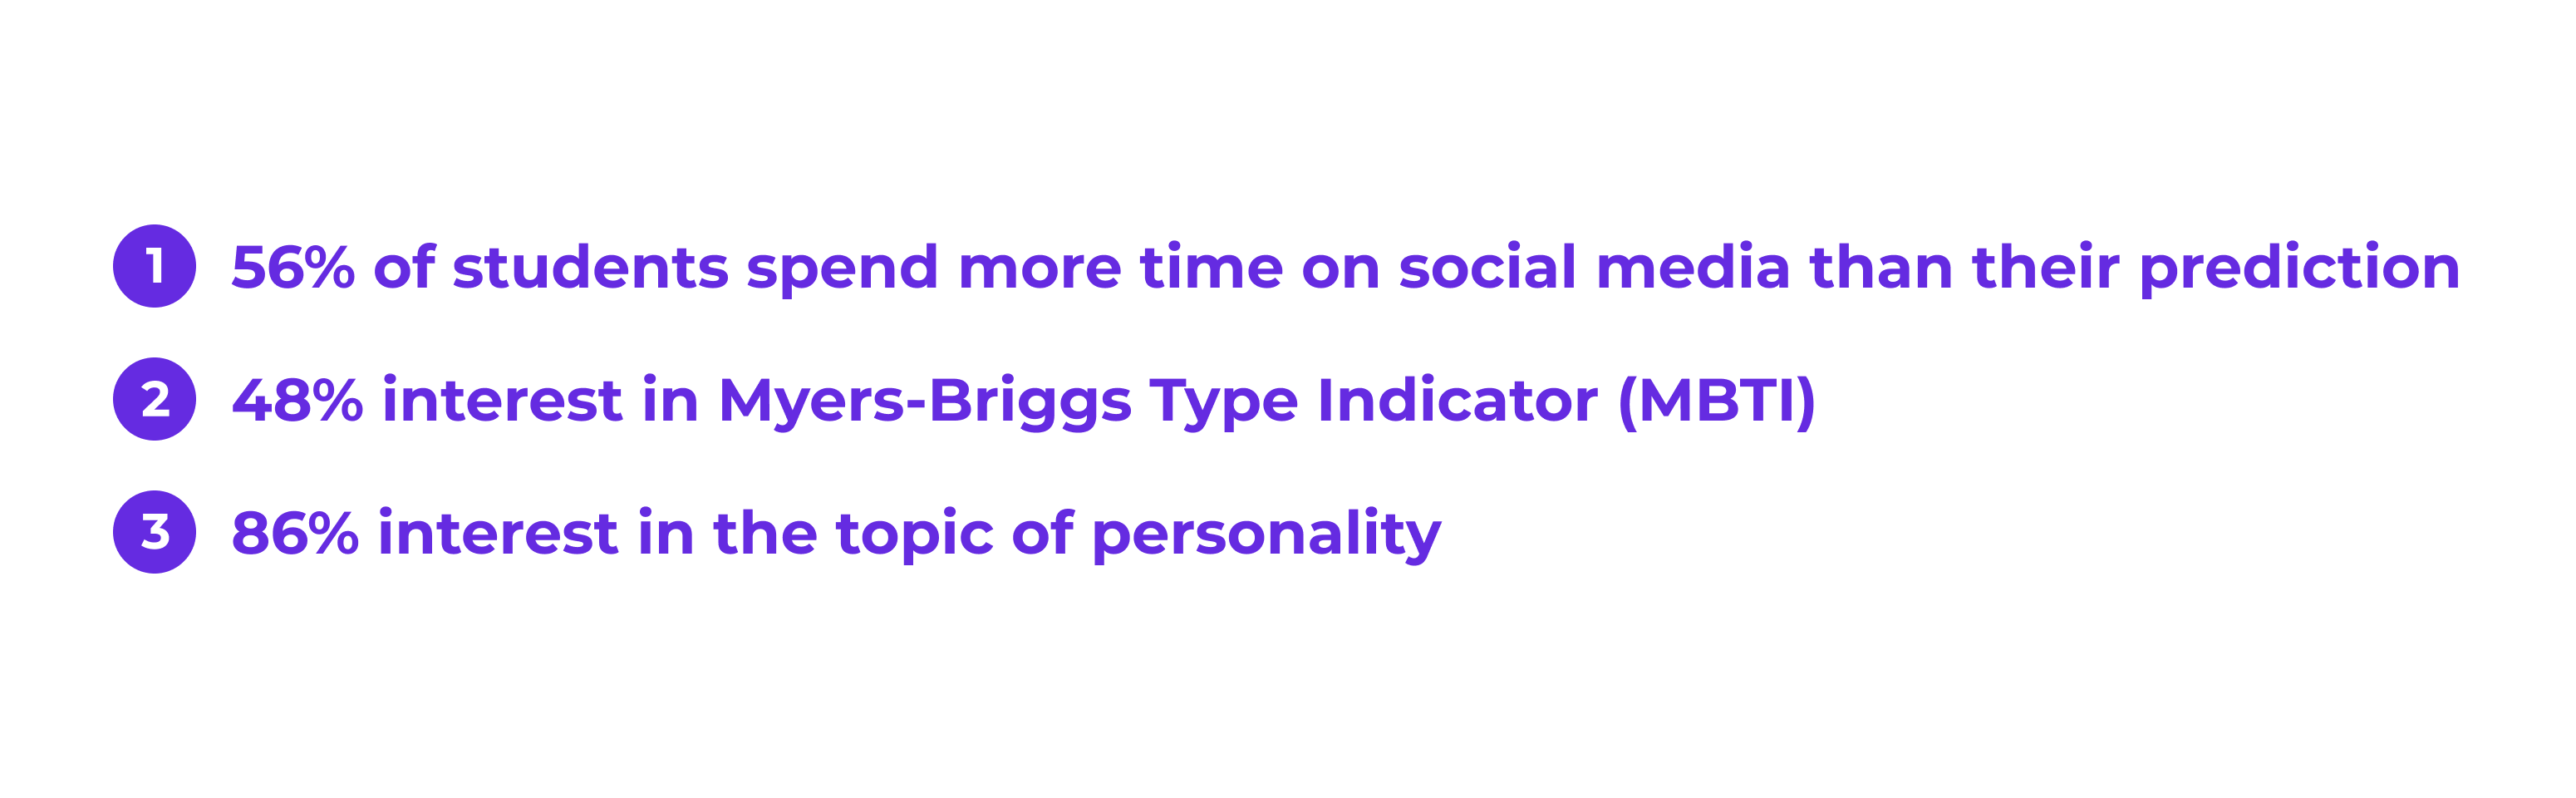 1 56% of students spend more time on social media than their prediction
2 48% interest in Myers-Briggs Type Indicator (MBTI)
3 86% interest in the topic of personality